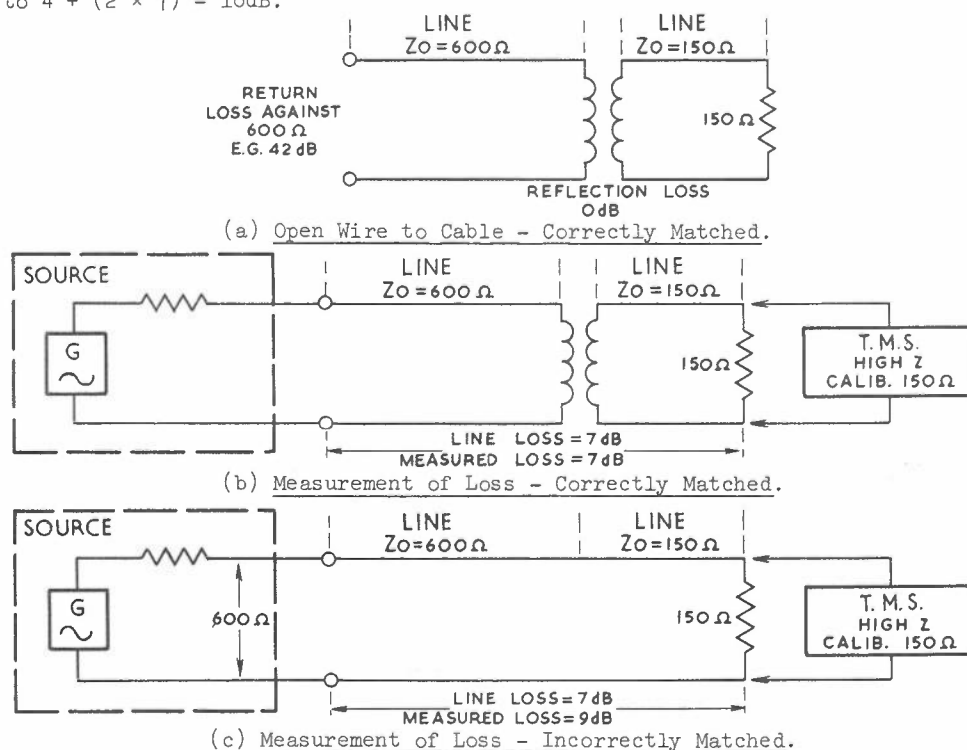 to 4 + (2 × 7) = 18dB.
LINE
Zo=600Ω
LINE
Zo=150Ω
RETURN
LOSS AGAINST
600 Ω
E.G. 42 dB
150 Ω
REFLECTION LOSS
0dB
(a) Open Wire to Cable - Correctly Matched.
SOURCE
G
LINE
Zo=600Ω
LINE
Zo=150Ω
150Ω
T. M. S.
HIGH Z
CALIB. 150Ω
LINE LOSS=7dB
MEASURED LOSS=7dB
(b) Measurement of Loss - Correctly Matched.
SOURCE
G
600Ω
LINE
Zo=600Ω
LINE
Zo=150Ω
150Ω
T. M. S.
HIGH Z
CALIB. 150Ω
LINE LOSS=7dB
MEASURED LOSS=9dB
(c) Measurement of Loss - Incorrectly Matched.